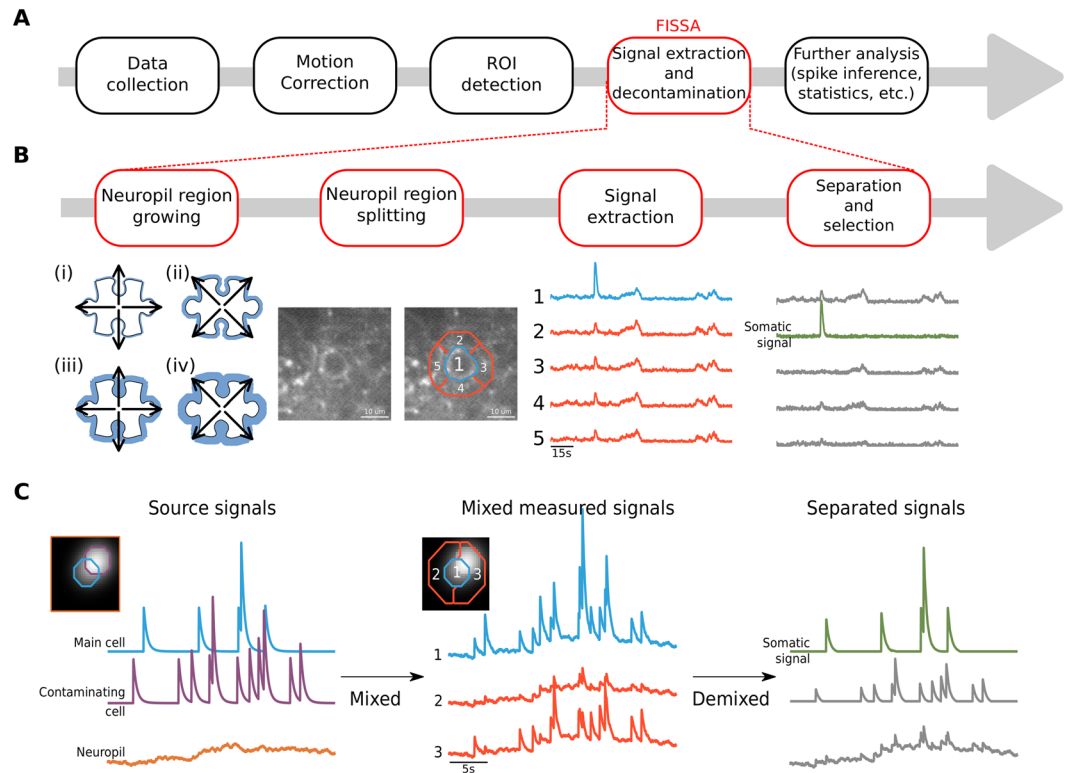 A
FISSA
Data
collection
Motion
Correction
ROI
detection
Signal extraction
and
decontamination
Further analysis
(spike inference,
statistics, etc.)
B
Neuropil region
growing
Neuropil region
splitting
Signal
extraction
Separation
and
selection
(i)
(ii)
(iii)
(iv)
10 um
2
5
1
3
4
10 um
1
2
3
4
5
15s
Somatic
signal
C
Source signals
Mixed measured signals
Separated signals
Main cell
Contaminating
cell
Neuropil
Mixed
2
1
3
1
2
3
5s
Demixed
Somatic
signal